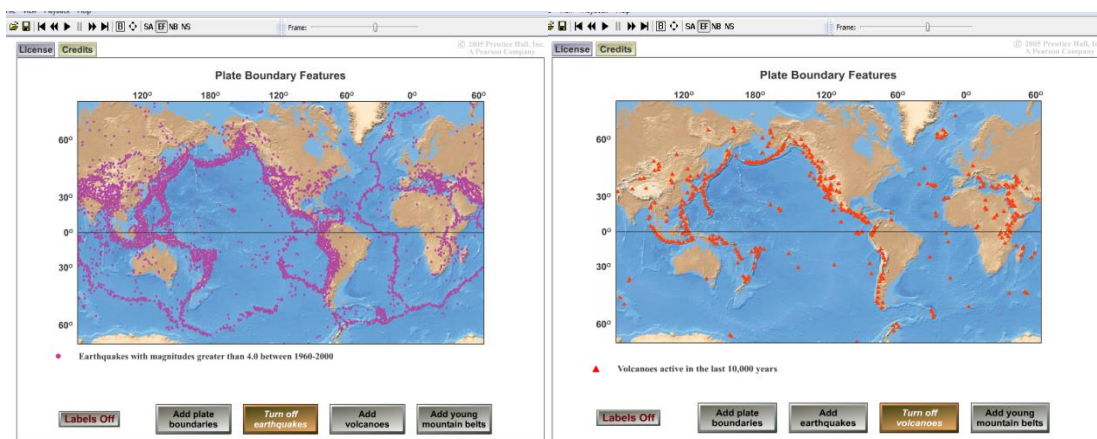 SA EF NB NS
Frame:
License Credits
© 2005 Prentice Hall, Inc.
A Pearson Company
Plate Boundary Features
120° 180° 120° 60° 0° 60°
60°
30°
0°
30°
60°
Earthquakes with magnitudes greater than 4.0 between 1960-2000
Labels Off
Add plate boundaries
Turn off earthquakes
Add volcanoes
Add young mountain belts
SA EF NB NS
Frame:
License Credits
© 2005 Prentice Hall, In
A Pearson Company
Plate Boundary Features
120° 180° 120° 60° 0° 60°
60°
30°
0°
30°
60°
Volcanoes active in the last 10,000 years
Labels Off
Add plate boundaries
Add earthquakes
Turn off volcanoes
Add young mountain belts